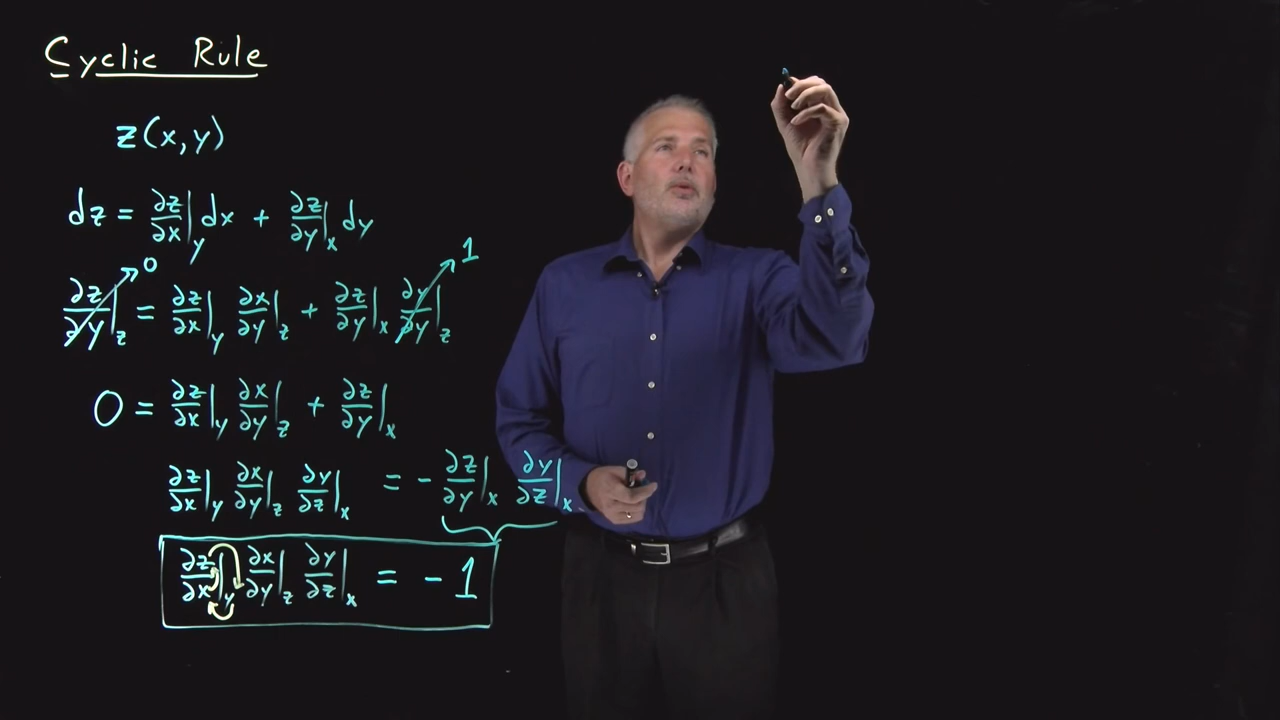 Cyclic Rule
z(x,y)
dz = ∂z/∂x|y dx + ∂z/∂y|x dy
∂z/∂y|z → 0 = ∂z/∂x|y ∂x/∂y|z + ∂z/∂y|x ∂y/∂y|z → 1
0 = ∂z/∂x|y ∂x/∂y|z + ∂z/∂y|x
∂z/∂x|y ∂x/∂y|z ∂y/∂z|x = - ∂z/∂y|x ∂y/∂z|x
∂z/∂x|y ∂x/∂y|z ∂y/∂z|x = -1